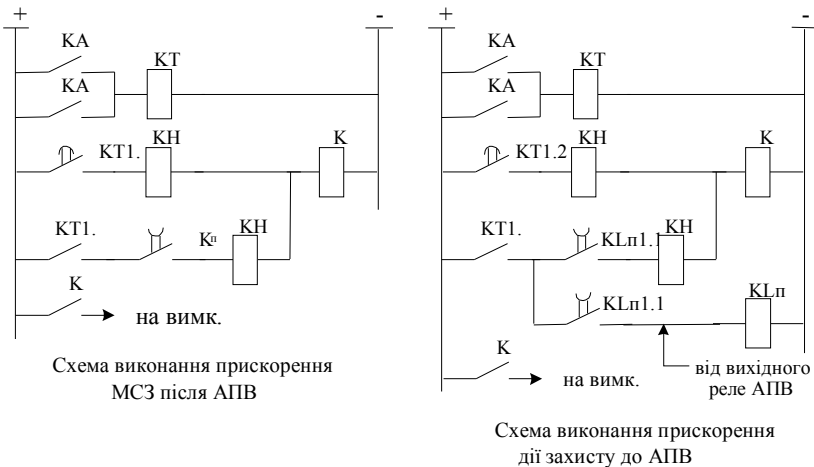 +
-
KA
KT
KA
KT1.
KH
K
KT1.
Kп
KH
K
на вимк.
Схема виконання прискорення
МСЗ після АПВ
+
-
KA
KT
KA
KT1.2
KH
K
KT1.
KLп1.1
KH
KLп1.1
KLп
K
на вимк.
від вихідного
реле АПВ
Схема виконання прискорення
дії захисту до АПВ